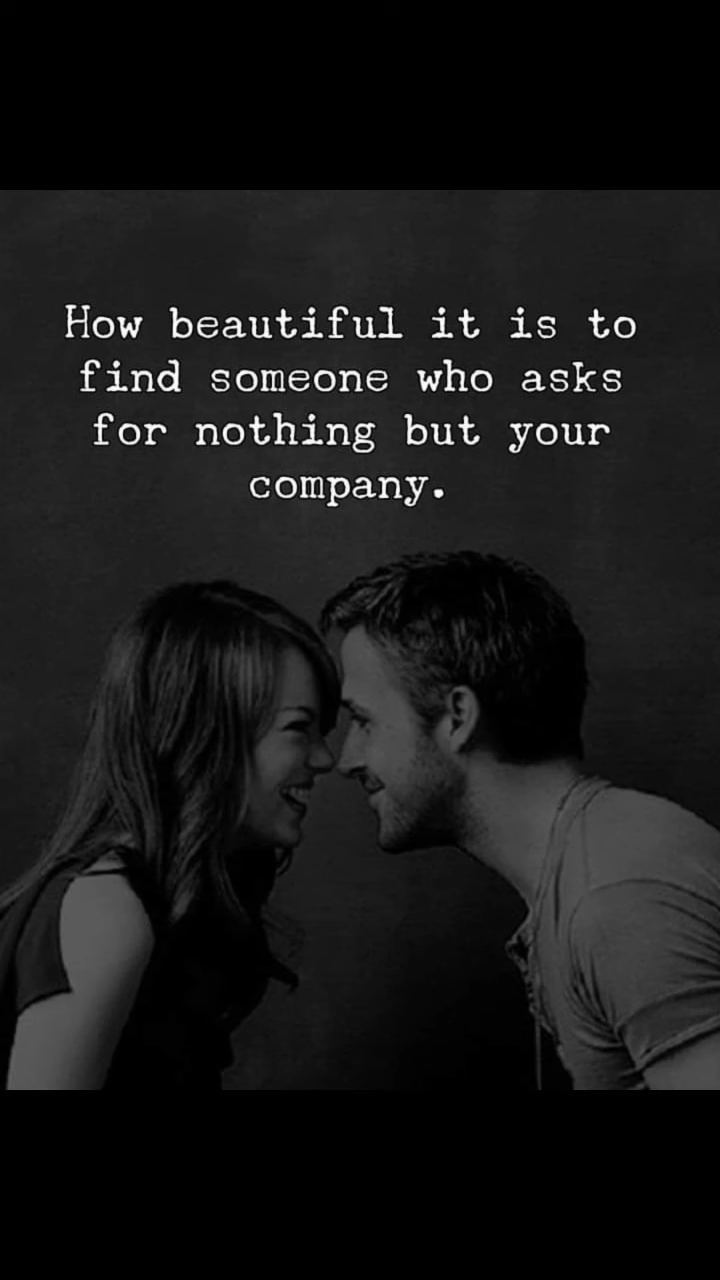 How beautiful it is to
find someone who asks
for nothing but your
company.